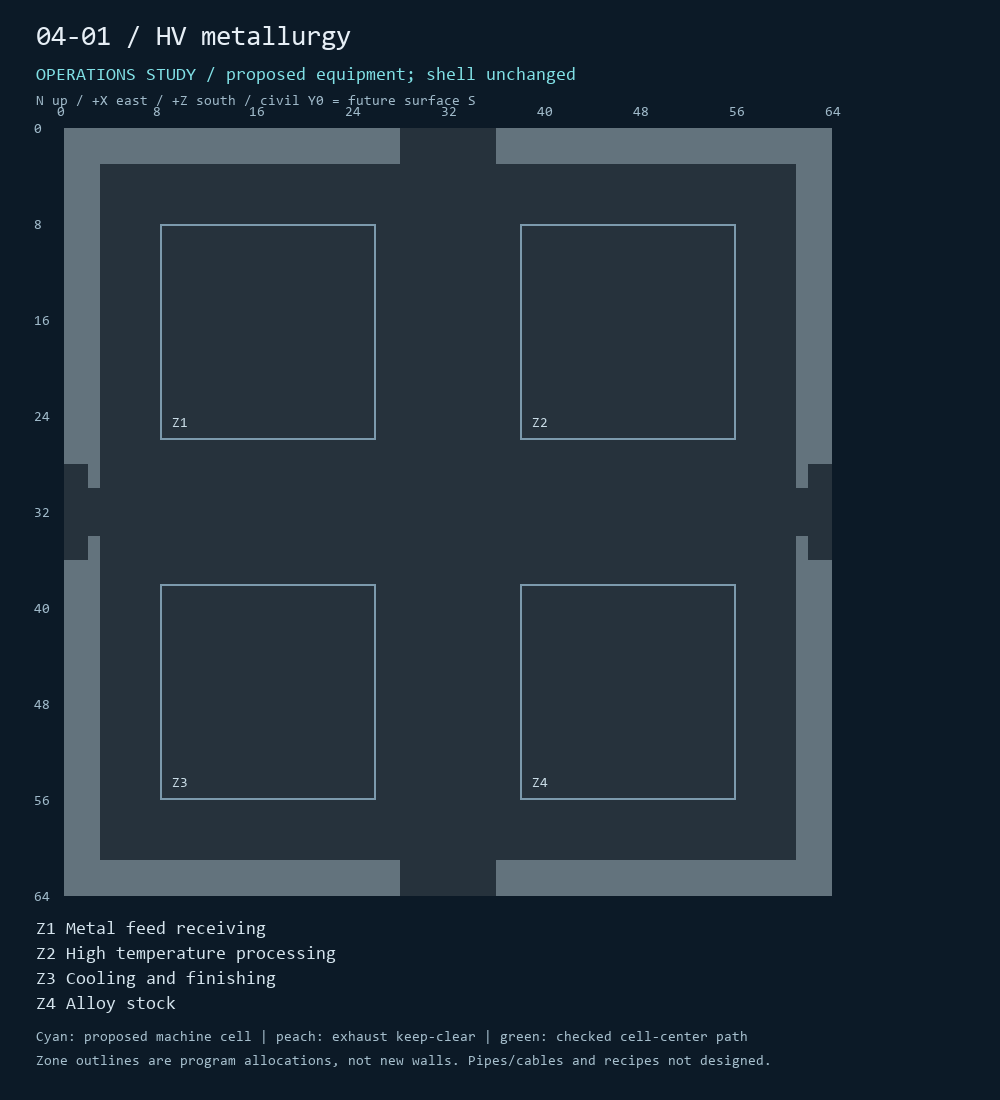 04-01 / HV metallurgy
OPERATIONS STUDY / proposed equipment; shell unchanged
N up / +X east / +Z south / civil Y0 = future surface S
0 8 16 24 32 40 48 56 64
0
8
16
24
32
40
48
56
64
Z1 Z2
Z3 Z4
Z1 Metal feed receiving
Z2 High temperature processing
Z3 Cooling and finishing
Z4 Alloy stock
Cyan: proposed machine cell | peach: exhaust keep-clear | green: checked cell-center path
Zone outlines are program allocations, not new walls. Pipes/cables and recipes not designed.